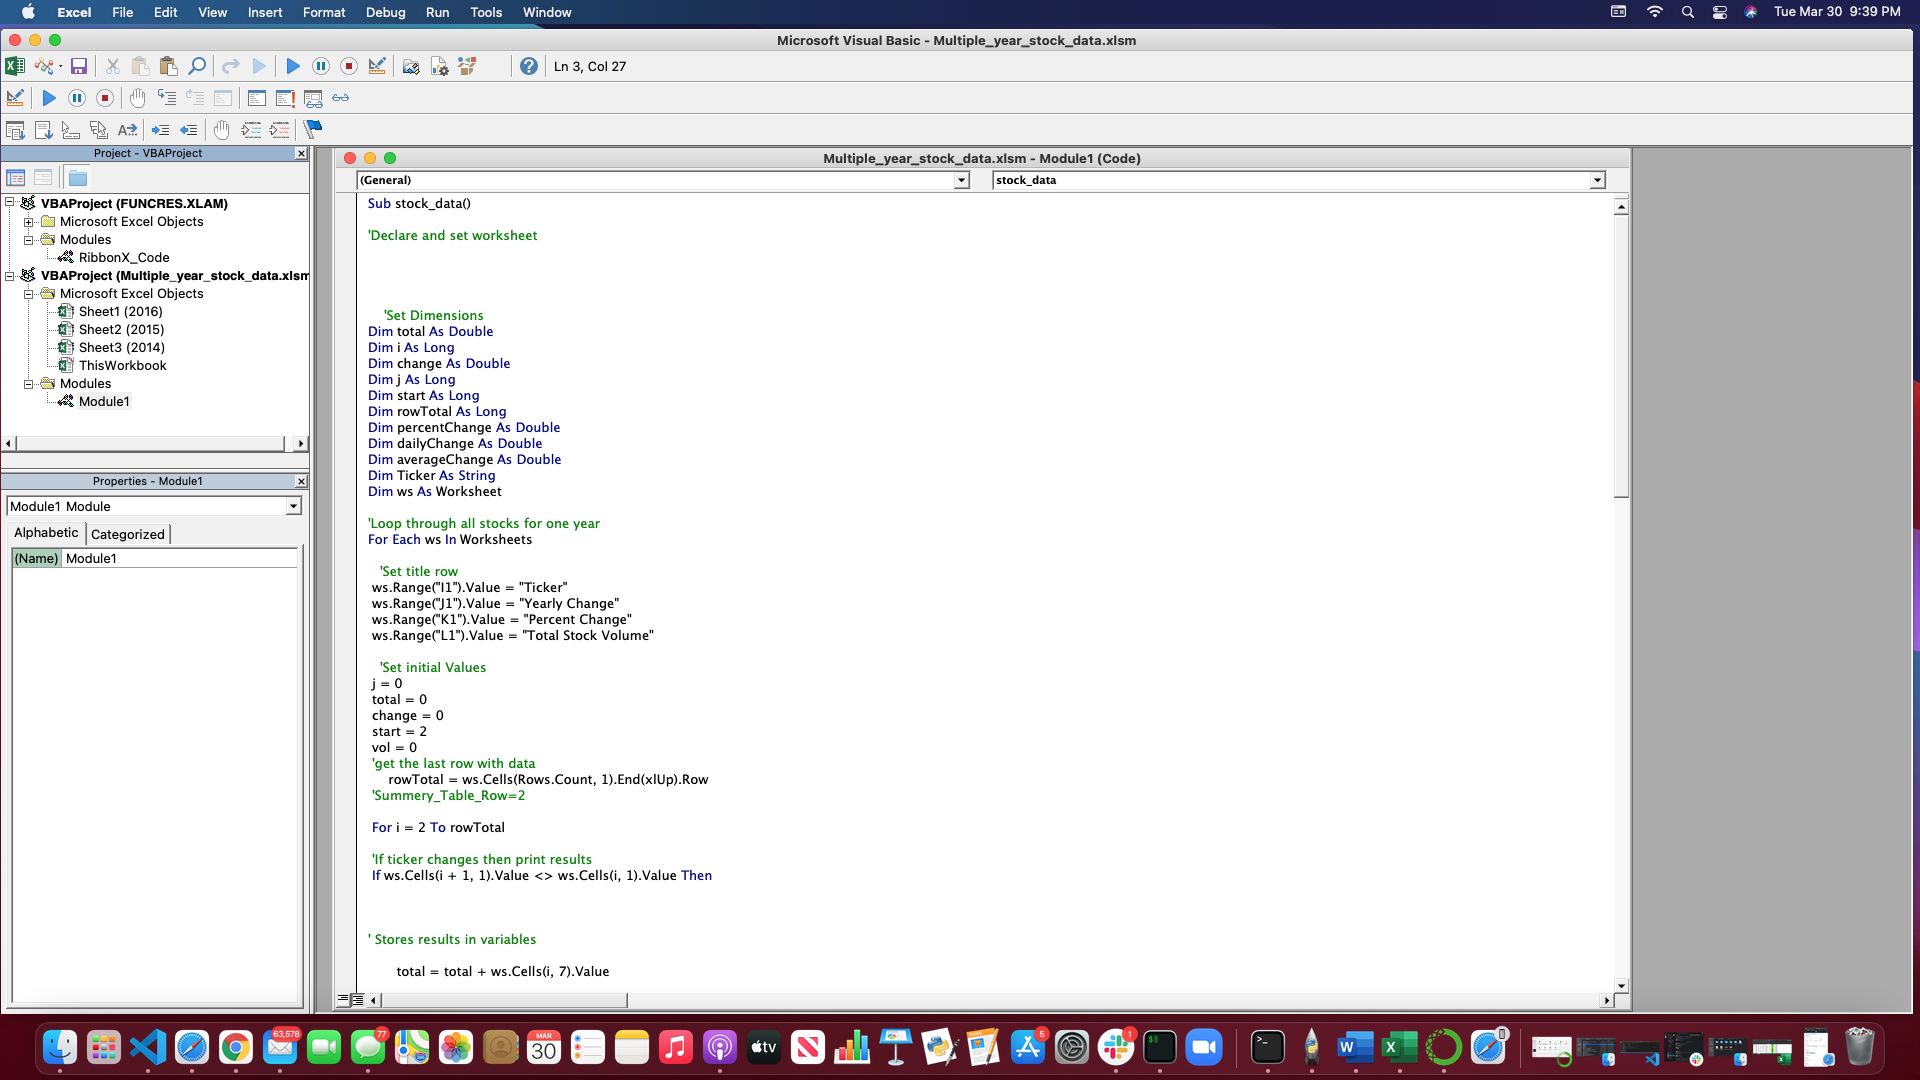 Excel File Edit View Insert Format Debug Run Tools Window Tue Mar 30 9:39 PM
Microsoft Visual Basic - Multiple_year_stock_data.xlsm
Ln 3, Col 27
Project - VBAProject
VBAProject (FUNCRES.XLAM)
Microsoft Excel Objects
Modules
RibbonX_Code
VBAProject (Multiple_year_stock_data.xlsm
Microsoft Excel Objects
Sheet1 (2016)
Sheet2 (2015)
Sheet3 (2014)
ThisWorkbook
Modules
Module1
Properties - Module1
Module1 Module
Alphabetic Categorized
(Name) Module1
Multiple_year_stock_data.xlsm - Module1 (Code)
(General) stock_data
Sub stock_data()
'Declare and set worksheet
'Set Dimensions
Dim total As Double
Dim i As Long
Dim change As Double
Dim j As Long
Dim start As Long
Dim rowTotal As Long
Dim percentChange As Double
Dim dailyChange As Double
Dim averageChange As Double
Dim Ticker As String
Dim ws As Worksheet
'Loop through all stocks for one year
For Each ws In Worksheets
'Set title row
ws.Range("I1").Value = "Ticker"
ws.Range("J1").Value = "Yearly Change"
ws.Range("K1").Value = "Percent Change"
ws.Range("L1").Value = "Total Stock Volume"
'Set initial Values
j = 0
total = 0
change = 0
start = 2
vol = 0
'get the last row with data
rowTotal = ws.Cells(Rows.Count, 1).End(xlUp).Row
'Summery_Table_Row=2
For i = 2 To rowTotal
'If ticker changes then print results
If ws.Cells(i + 1, 1).Value <> ws.Cells(i, 1).Value Then
' Stores results in variables
total = total + ws.Cells(i, 7).Value
63,578
77
MAR
30
tv
5
1